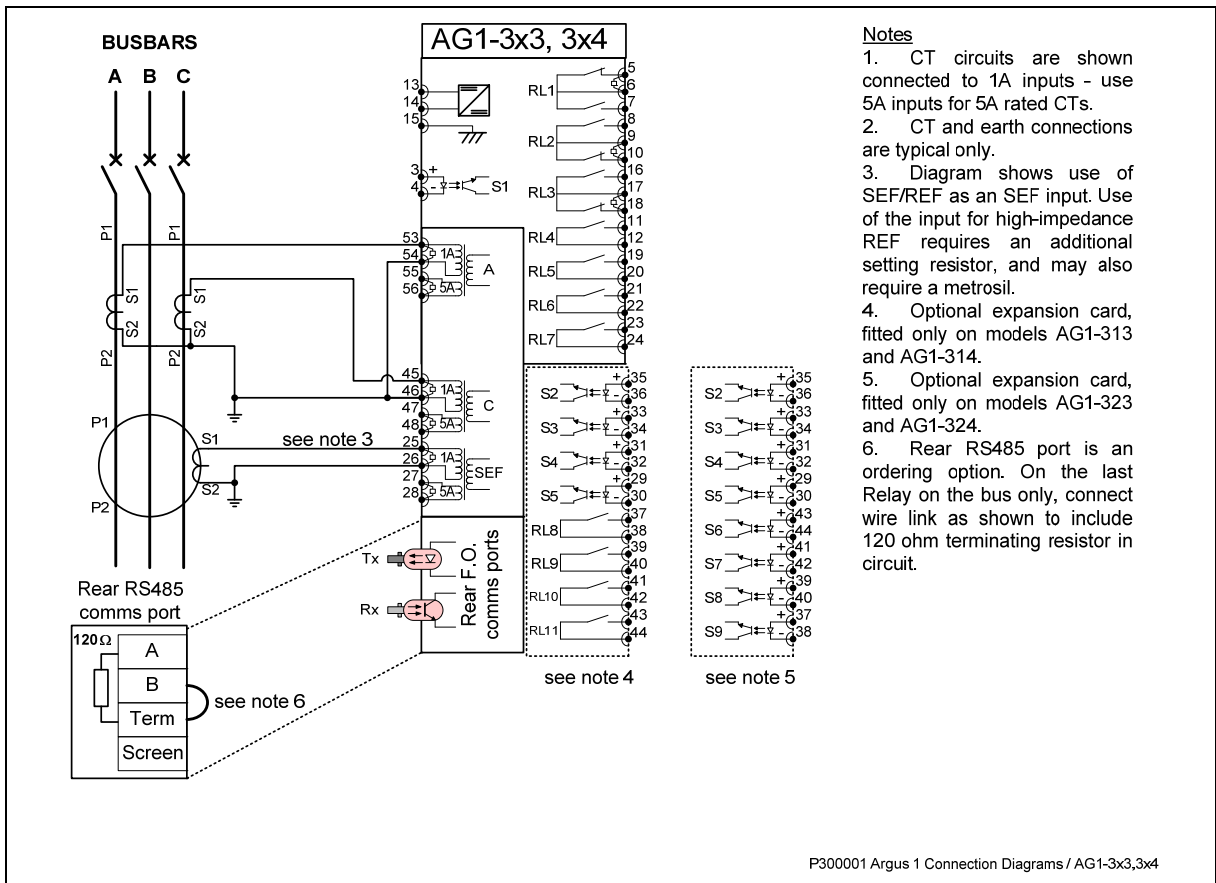 BUSBARS
A B C
AG1-3x3, 3x4
13
14
15
3 +
4 -
S1
RL1
5
6
7
RL2
8
9
10
RL3
16
17
18
RL4
11
12
RL5
19
20
RL6
21
22
RL7
23
24
P1 P1
S1 S1
S2 S2
P2 P2
53
54
55
56
1A
5A
A
45
46
47
48
1A
5A
C
25
26
27
28
1A
5A
SEF
P1
P2
S1
S2
see note 3
Tx
Rx
Rear F.O.
comms ports
S2 + 35
- 36
S3 + 33
- 34
S4 + 31
- 32
S5 + 29
- 30
RL8 37
38
RL9 39
40
RL10 41
42
RL11 43
44
see note 4
S2 + 35
- 36
S3 + 33
- 34
S4 + 31
- 32
S5 + 29
- 30
S6 + 43
- 44
S7 + 41
- 42
S8 + 39
- 40
S9 + 37
- 38
see note 5
Rear RS485
comms port
120Ω
A
B
Term
Screen
see note 6
Notes
1. CT circuits are shown
connected to 1A inputs - use
5A inputs for 5A rated CTs.
2. CT and earth connections
are typical only.
3. Diagram shows use of
SEF/REF as an SEF input. Use
of the input for high-impedance
REF requires an additional
setting resistor, and may also
require a metrosil.
4. Optional expansion card,
fitted only on models AG1-313
and AG1-314.
5. Optional expansion card,
fitted only on models AG1-323
and AG1-324.
6. Rear RS485 port is an
ordering option. On the last
Relay on the bus only, connect
wire link as shown to include
120 ohm terminating resistor in
circuit.
P300001 Argus 1 Connection Diagrams / AG1-3x3,3x4